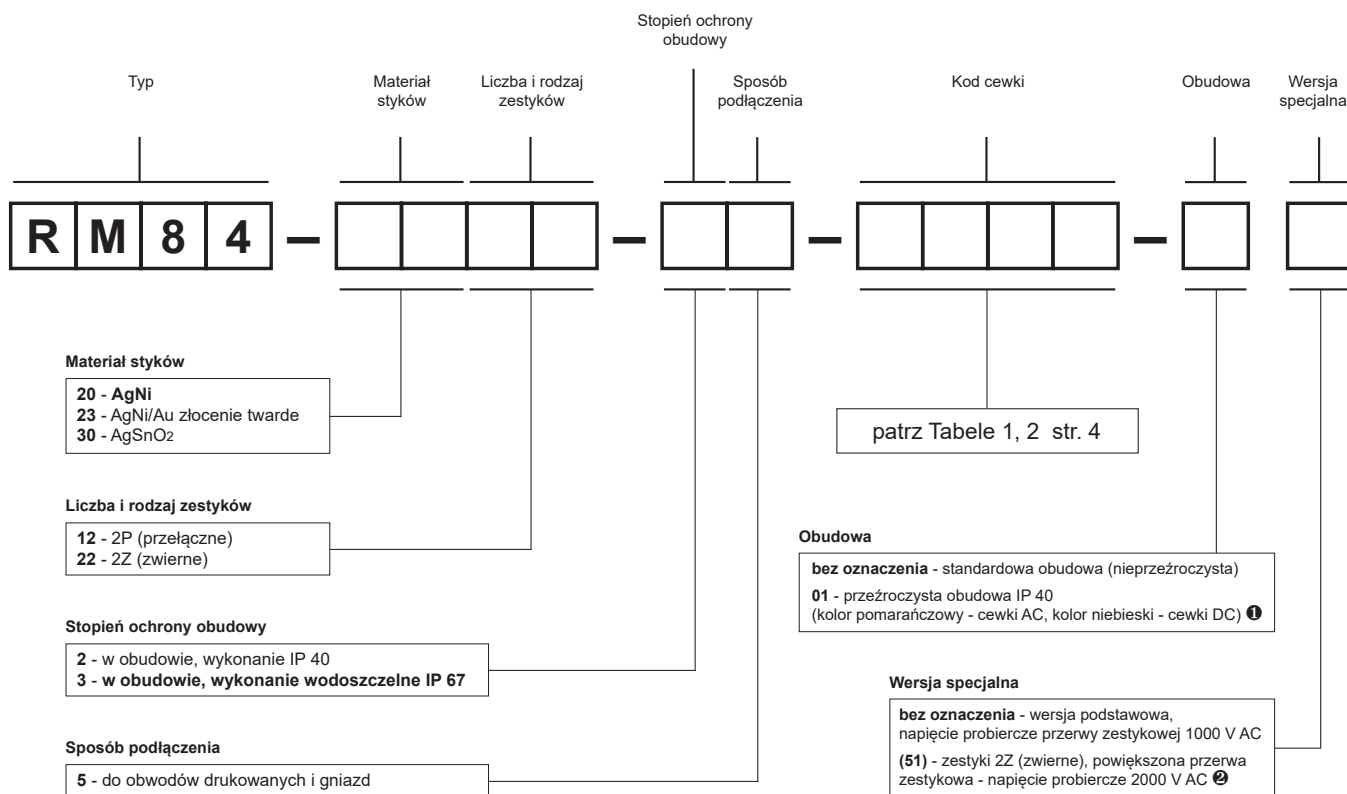 Stopień ochrony
obudowy
Typ
Materiał
styków
Liczba i rodzaj
zestyków
Sposób
podłączenia
Kod cewki
Obudowa
Wersja
specjalna
R M 8 4 – – – –
Materiał styków
20 - AgNi
23 - AgNi/Au złocenie twarde
30 - AgSnO2
patrz Tabele 1, 2 str. 4
Liczba i rodzaj zestyków
12 - 2P (przełączne)
22 - 2Z (zwierne)
Obudowa
bez oznaczenia - standardowa obudowa (nieprzeźroczysta)
01 - przeźroczysta obudowa IP 40
(kolor pomarańczowy - cewki AC, kolor niebieski - cewki DC) ❶
Stopień ochrony obudowy
2 - w obudowie, wykonanie IP 40
3 - w obudowie, wykonanie wodoszczelne IP 67
Wersja specjalna
bez oznaczenia - wersja podstawowa,
napięcie probiercze przerwy zestykowej 1000 V AC
(51) - zestyki 2Z (zwierne), powiększona przerwa
zestykowa - napięcie probiercze 2000 V AC ❷
Sposób podłączenia
5 - do obwodów drukowanych i gniazd